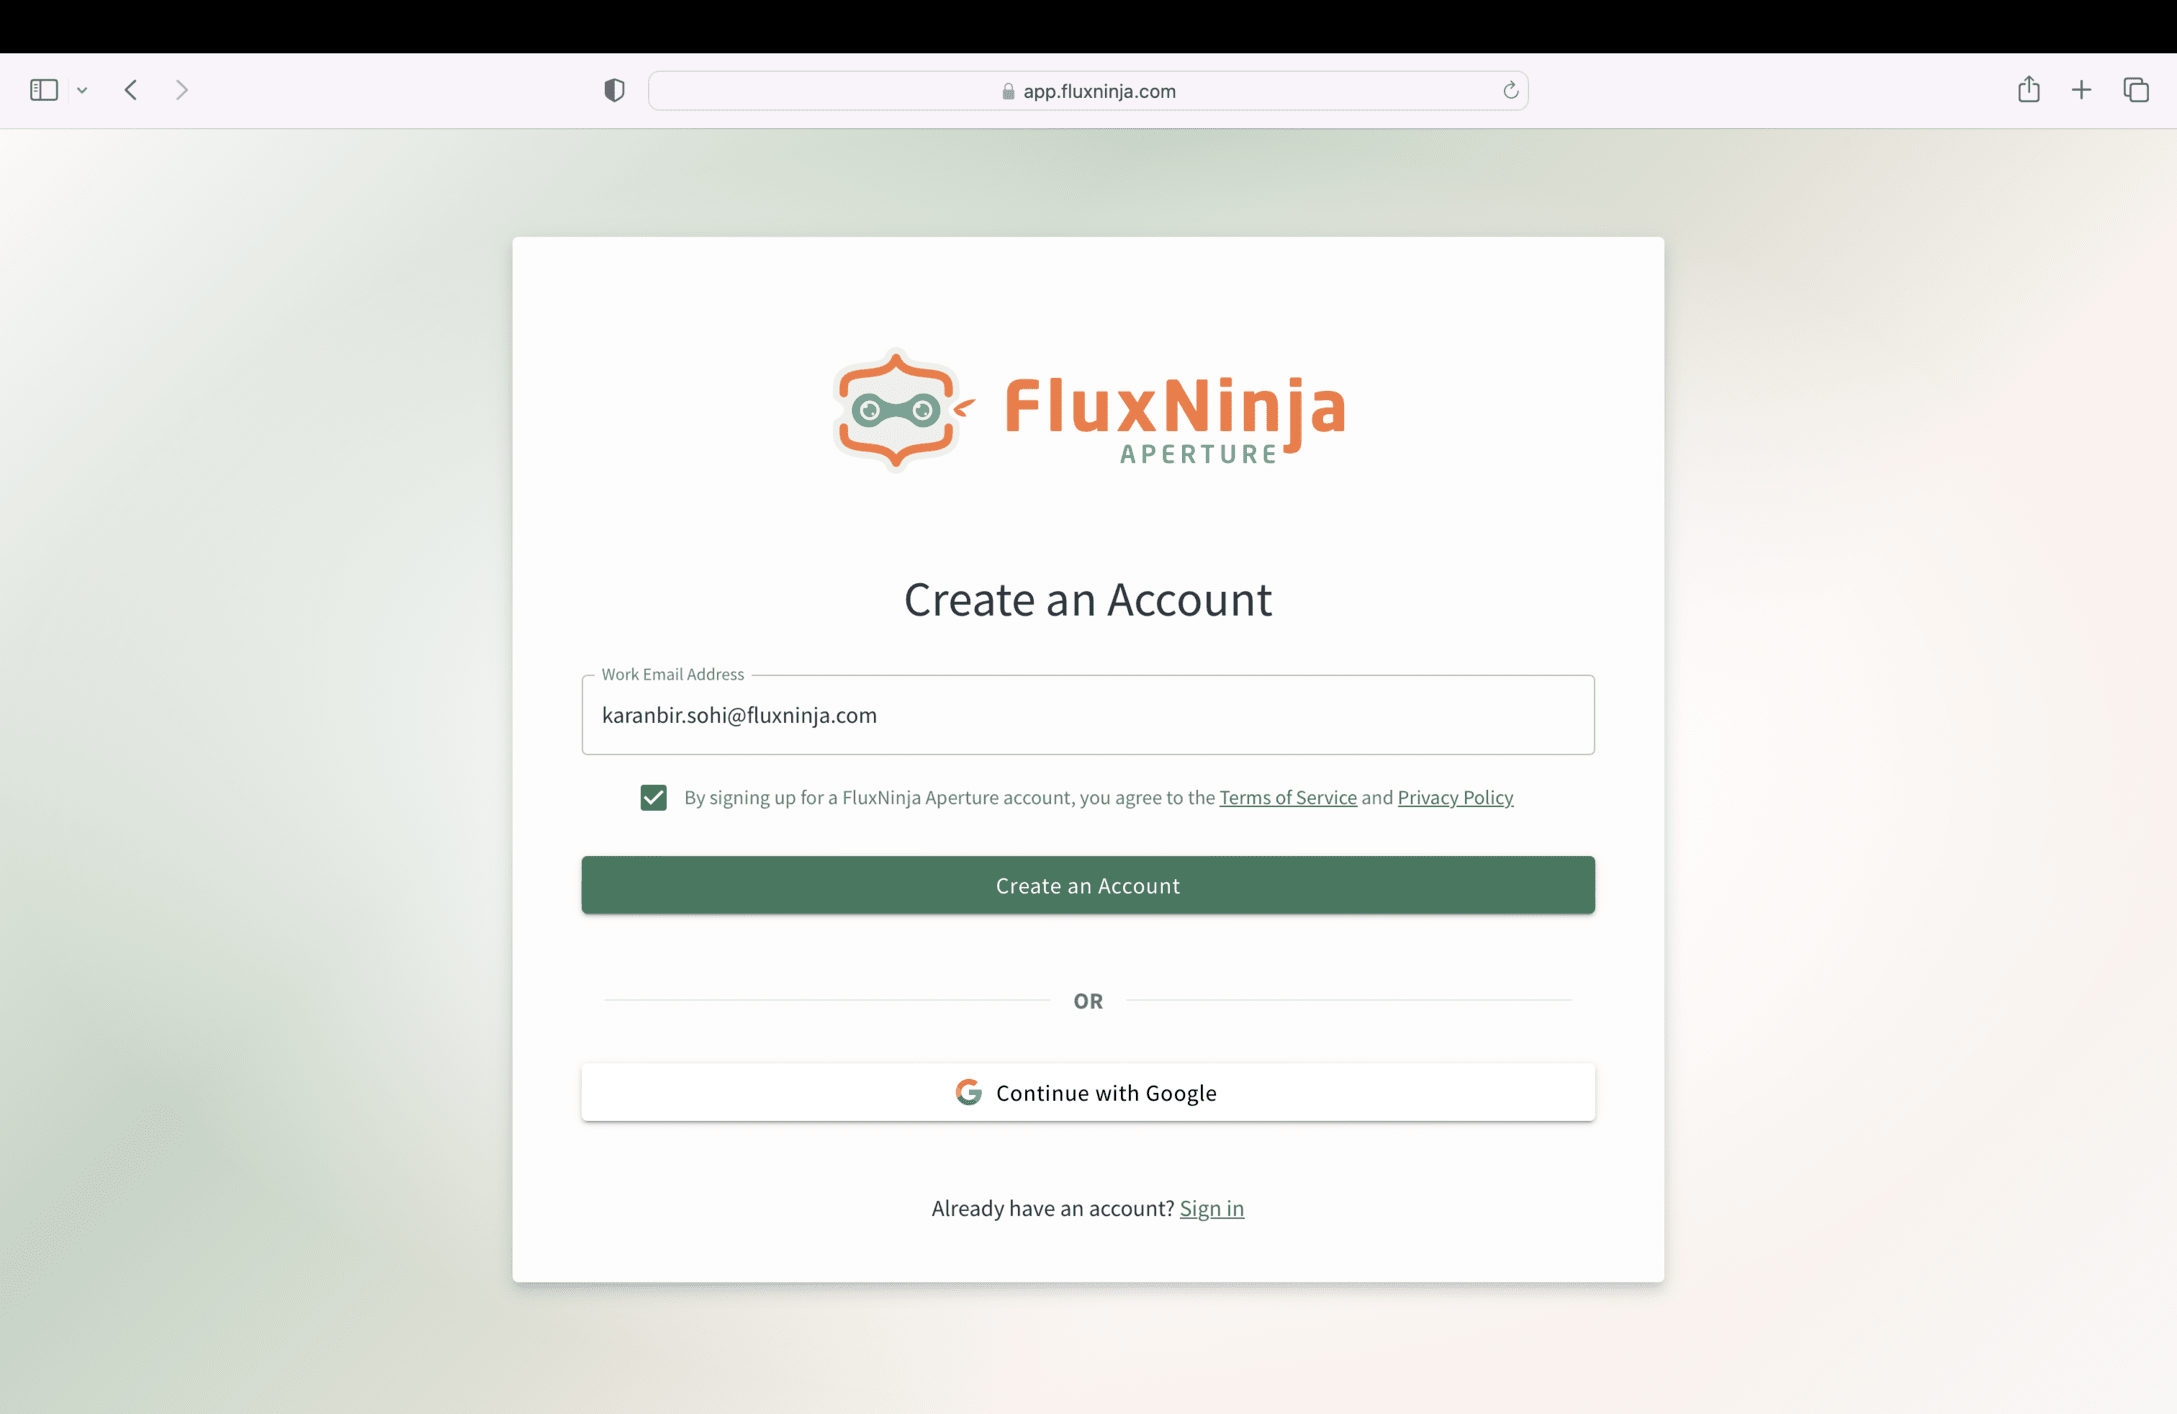 app.fluxninja.com
FluxNinja
APERTURE
Create an Account
Work Email Address
karanbir.sohi@fluxninja.com
By signing up for a FluxNinja Aperture account, you agree to the Terms of Service and Privacy Policy
Create an Account
OR
Continue with Google
Already have an account? Sign in